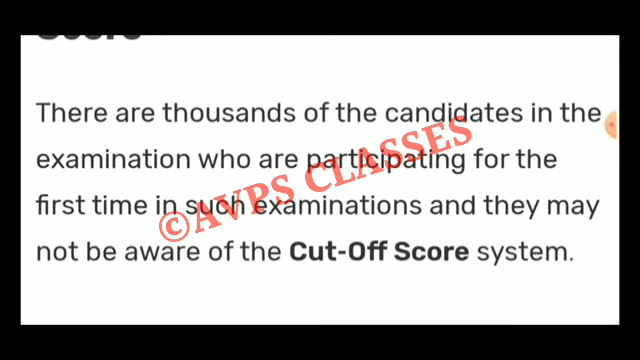 Score
There are thousands of the candidates in the
examination who are participating for the
first time in such examinations and they may
not be aware of the Cut-Off Score system.
©AVPS CLASSES